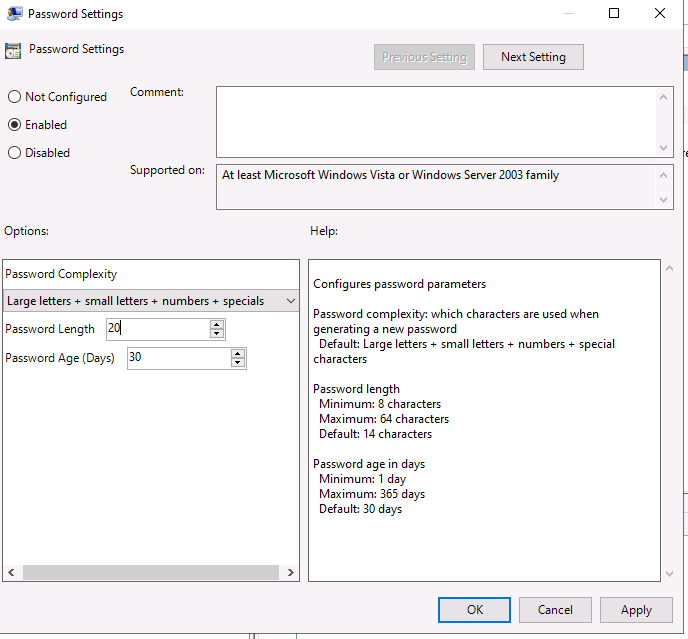 Password Settings
Password Settings
Previous Setting
Next Setting
Not Configured
Comment:
Enabled
Disabled
Supported on:
At least Microsoft Windows Vista or Windows Server 2003 family
Options:
Help:
Password Complexity
Large letters + small letters + numbers + specials
Password Length
20
Password Age (Days)
30
Configures password parameters
Password complexity: which characters are used when
generating a new password
Default: Large letters + small letters + numbers + special
characters
Password length
Minimum: 8 characters
Maximum: 64 characters
Default: 14 characters
Password age in days
Minimum: 1 day
Maximum: 365 days
Default: 30 days
OK
Cancel
Apply